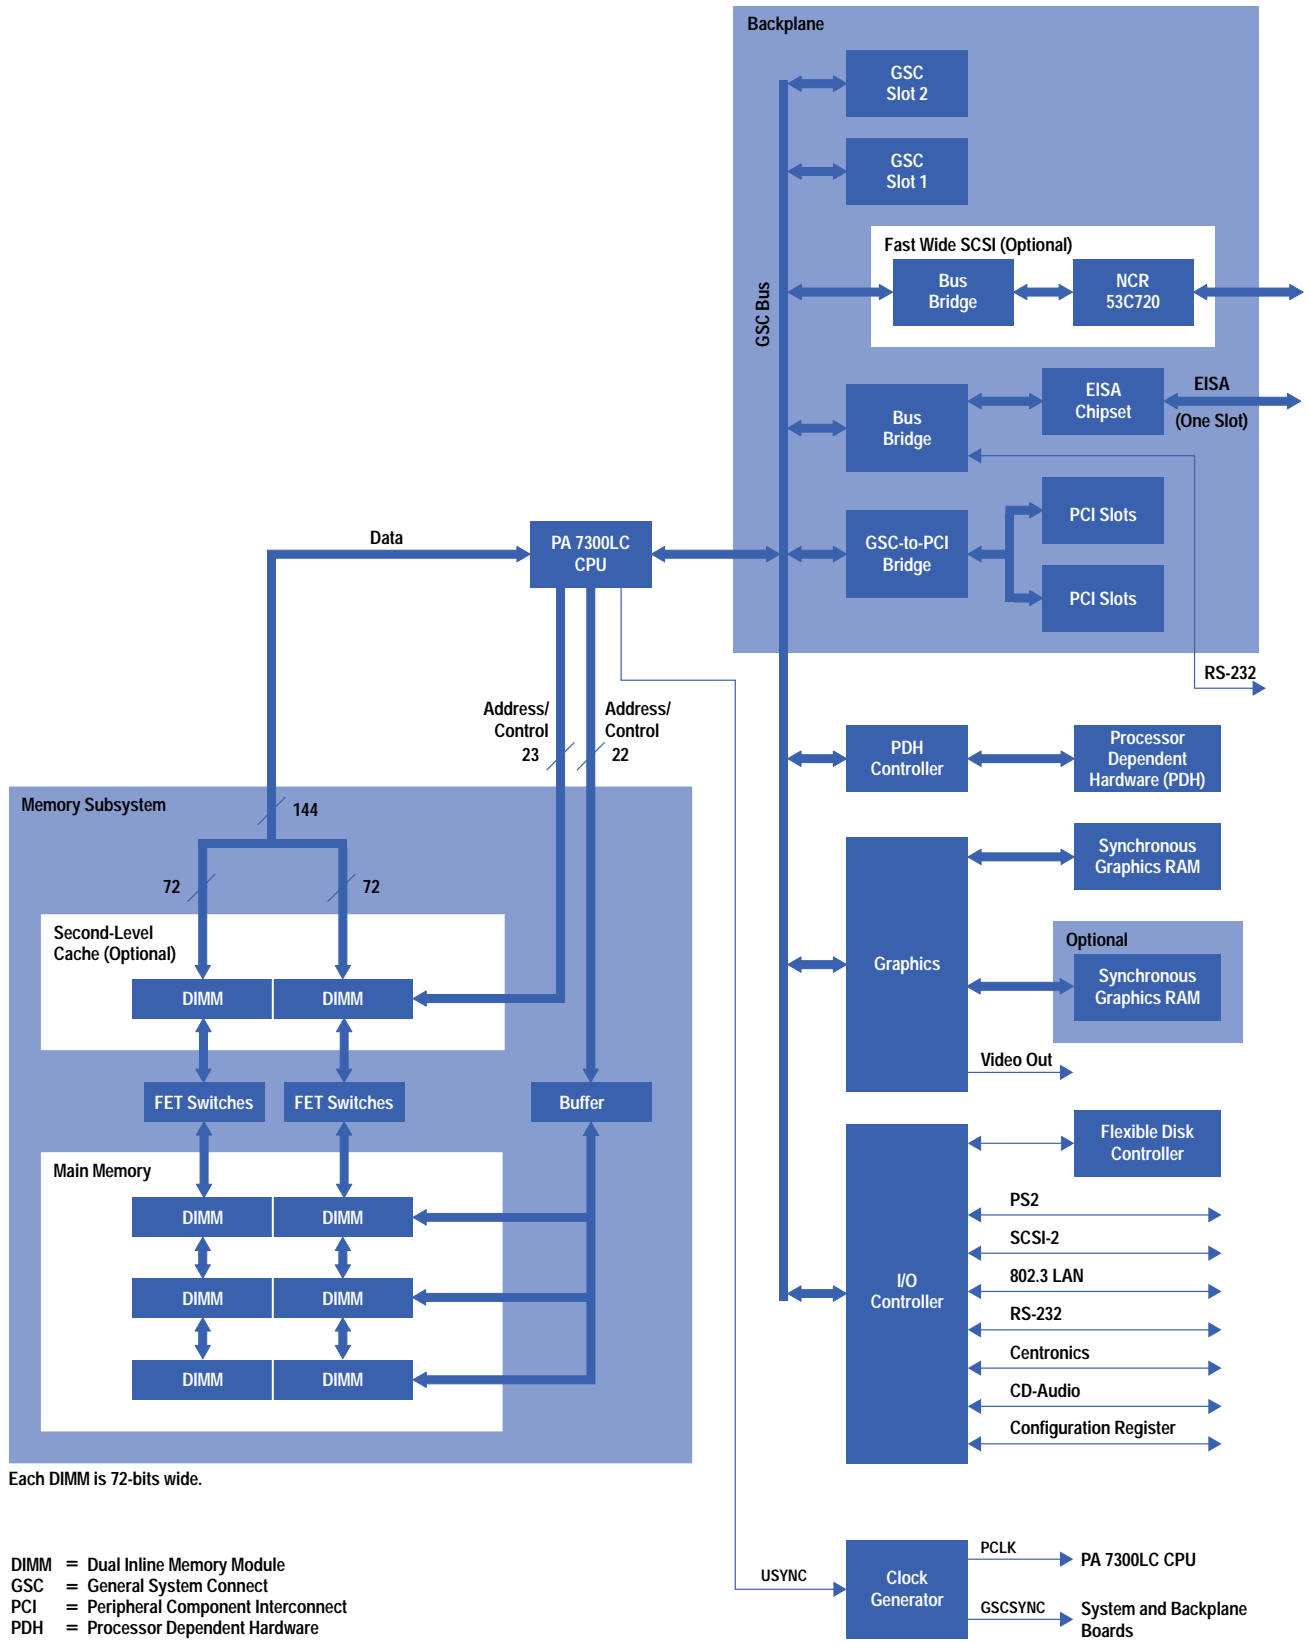 Backplane
GSC
Slot 2
GSC
Slot 1
Fast Wide SCSI (Optional)
Bus
Bridge
NCR
53C720
GSC Bus
EISA
Chipset
EISA
(One Slot)
Bus
Bridge
PCI Slots
GSC-to-PCI
Bridge
PCI Slots
RS-232
Data
PA 7300LC
CPU
Address/
Control
23
Address/
Control
22
PDH
Controller
Processor
Dependent
Hardware (PDH)
Memory Subsystem
144
72
72
Second-Level
Cache (Optional)
DIMM
DIMM
FET Switches
FET Switches
Buffer
Main Memory
DIMM
DIMM
DIMM
DIMM
DIMM
DIMM
Each DIMM is 72-bits wide.
Synchronous
Graphics RAM
Graphics
Optional
Synchronous
Graphics RAM
Video Out
Flexible Disk
Controller
I/O
Controller
PS2
SCSI-2
802.3 LAN
RS-232
Centronics
CD-Audio
Configuration Register
USYNC
Clock
Generator
PCLK
PA 7300LC CPU
GSCSYNC
System and Backplane
Boards
DIMM = Dual Inline Memory Module
GSC = General System Connect
PCI = Peripheral Component Interconnect
PDH = Processor Dependent Hardware